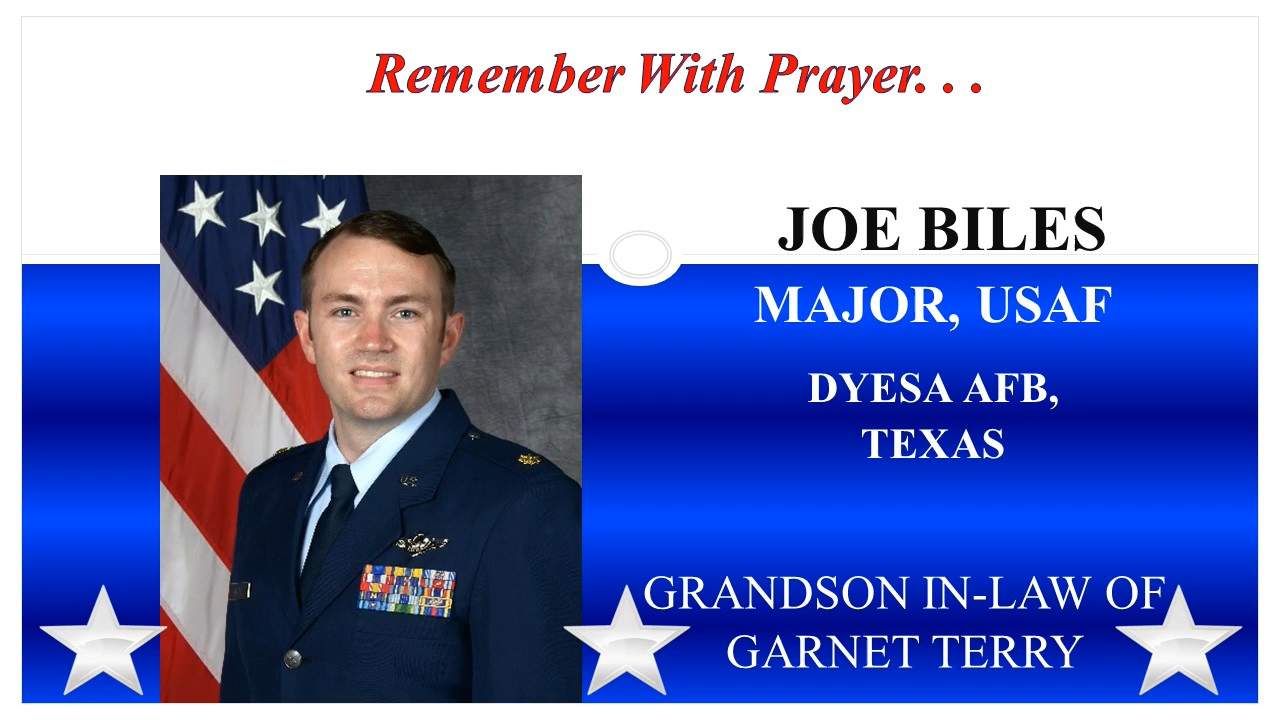 Remember With Prayer. . .
JOE BILES
MAJOR, USAF
DYESA AFB,
TEXAS
GRANDSON IN-LAW OF
GARNET TERRY